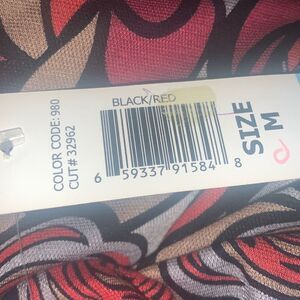 COLOR CODE: 980
CUT# 32962
BLACK/RED
6 59337 91584 8
SIZE
M